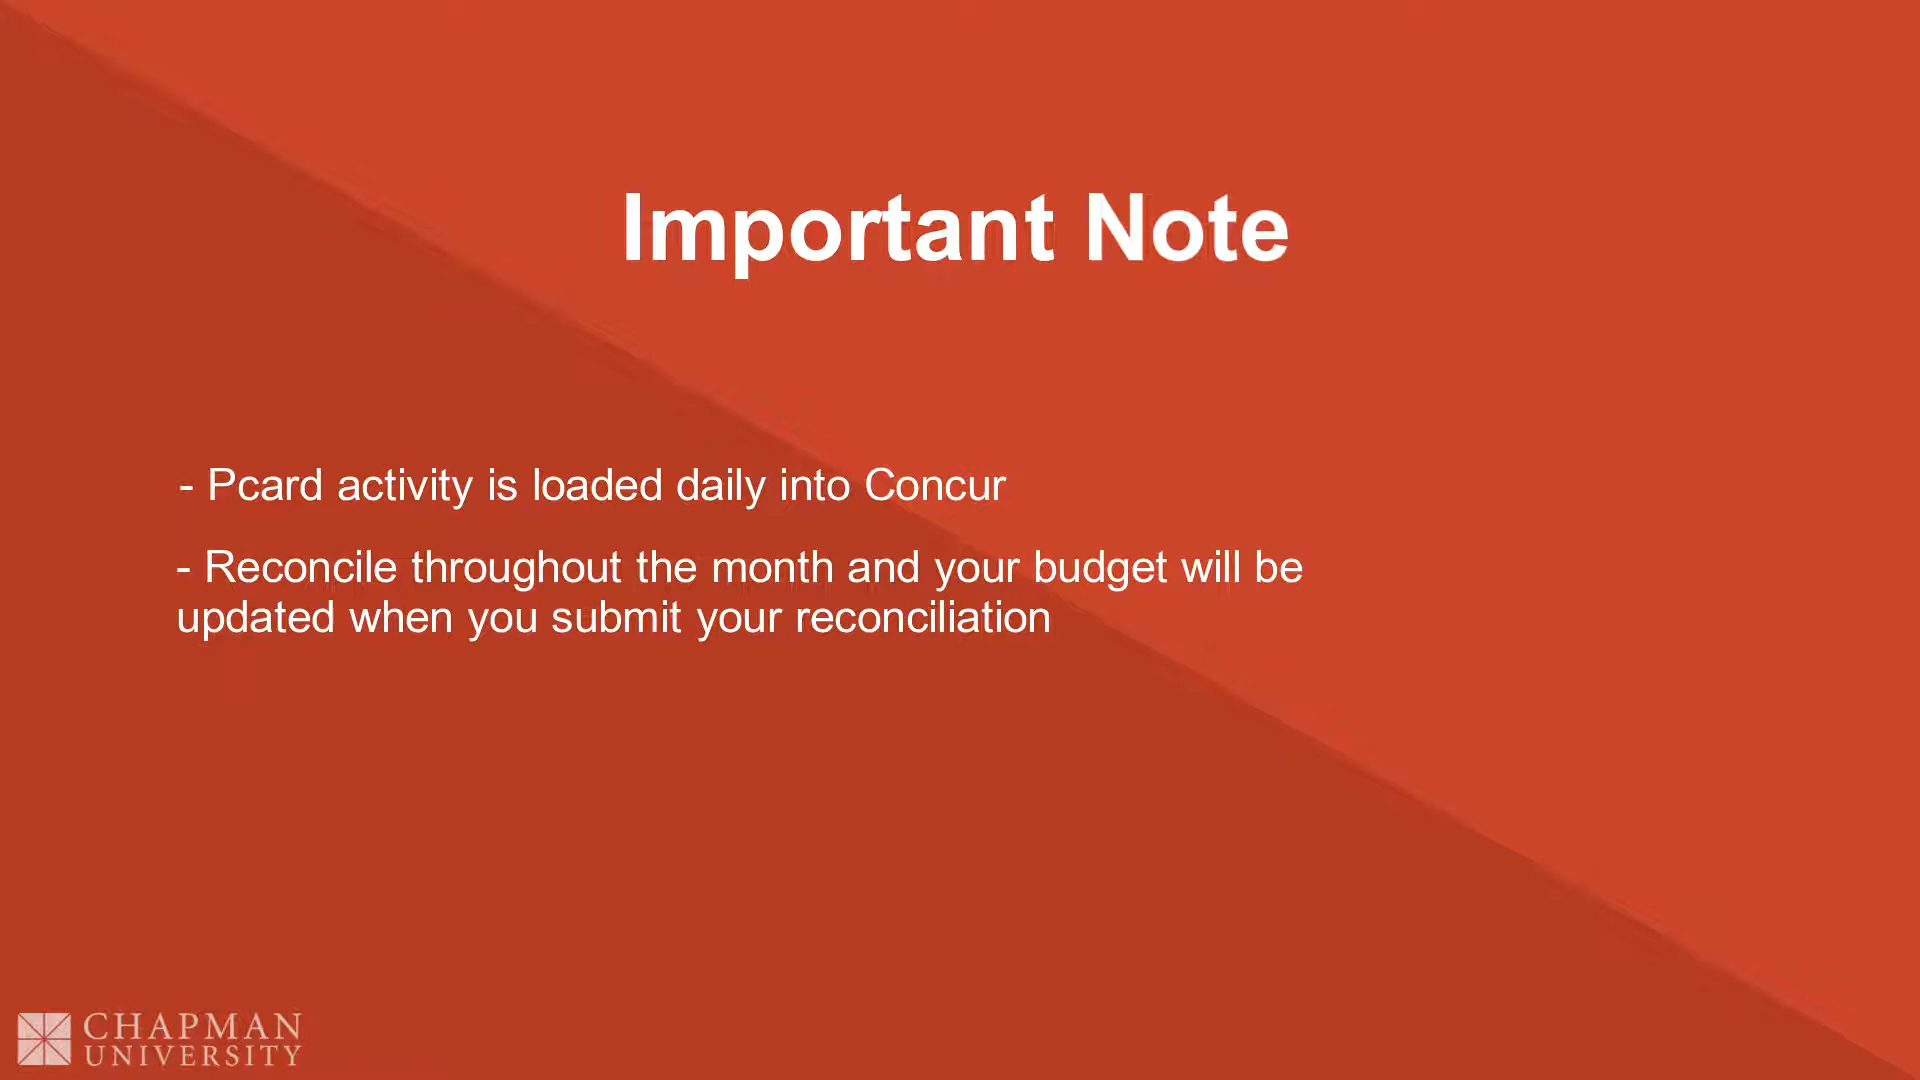 Important Note
- Pcard activity is loaded daily into Concur
- Reconcile throughout the month and your budget will be
updated when you submit your reconciliation
CHAPMAN
UNIVERSITY